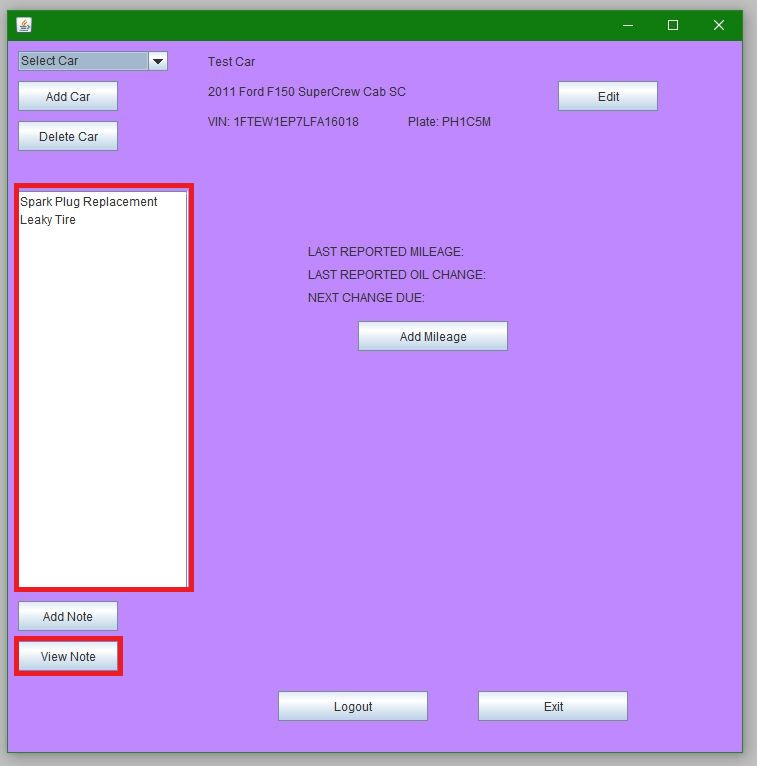 Select Car
Test Car
Add Car
2011 Ford F150 SuperCrew Cab SC
Edit
Delete Car
VIN: 1FTEW1EP7LFA16018 Plate: PH1C5M
Spark Plug Replacement
Leaky Tire
LAST REPORTED MILEAGE:
LAST REPORTED OIL CHANGE:
NEXT CHANGE DUE:
Add Mileage
Add Note
View Note
Logout
Exit